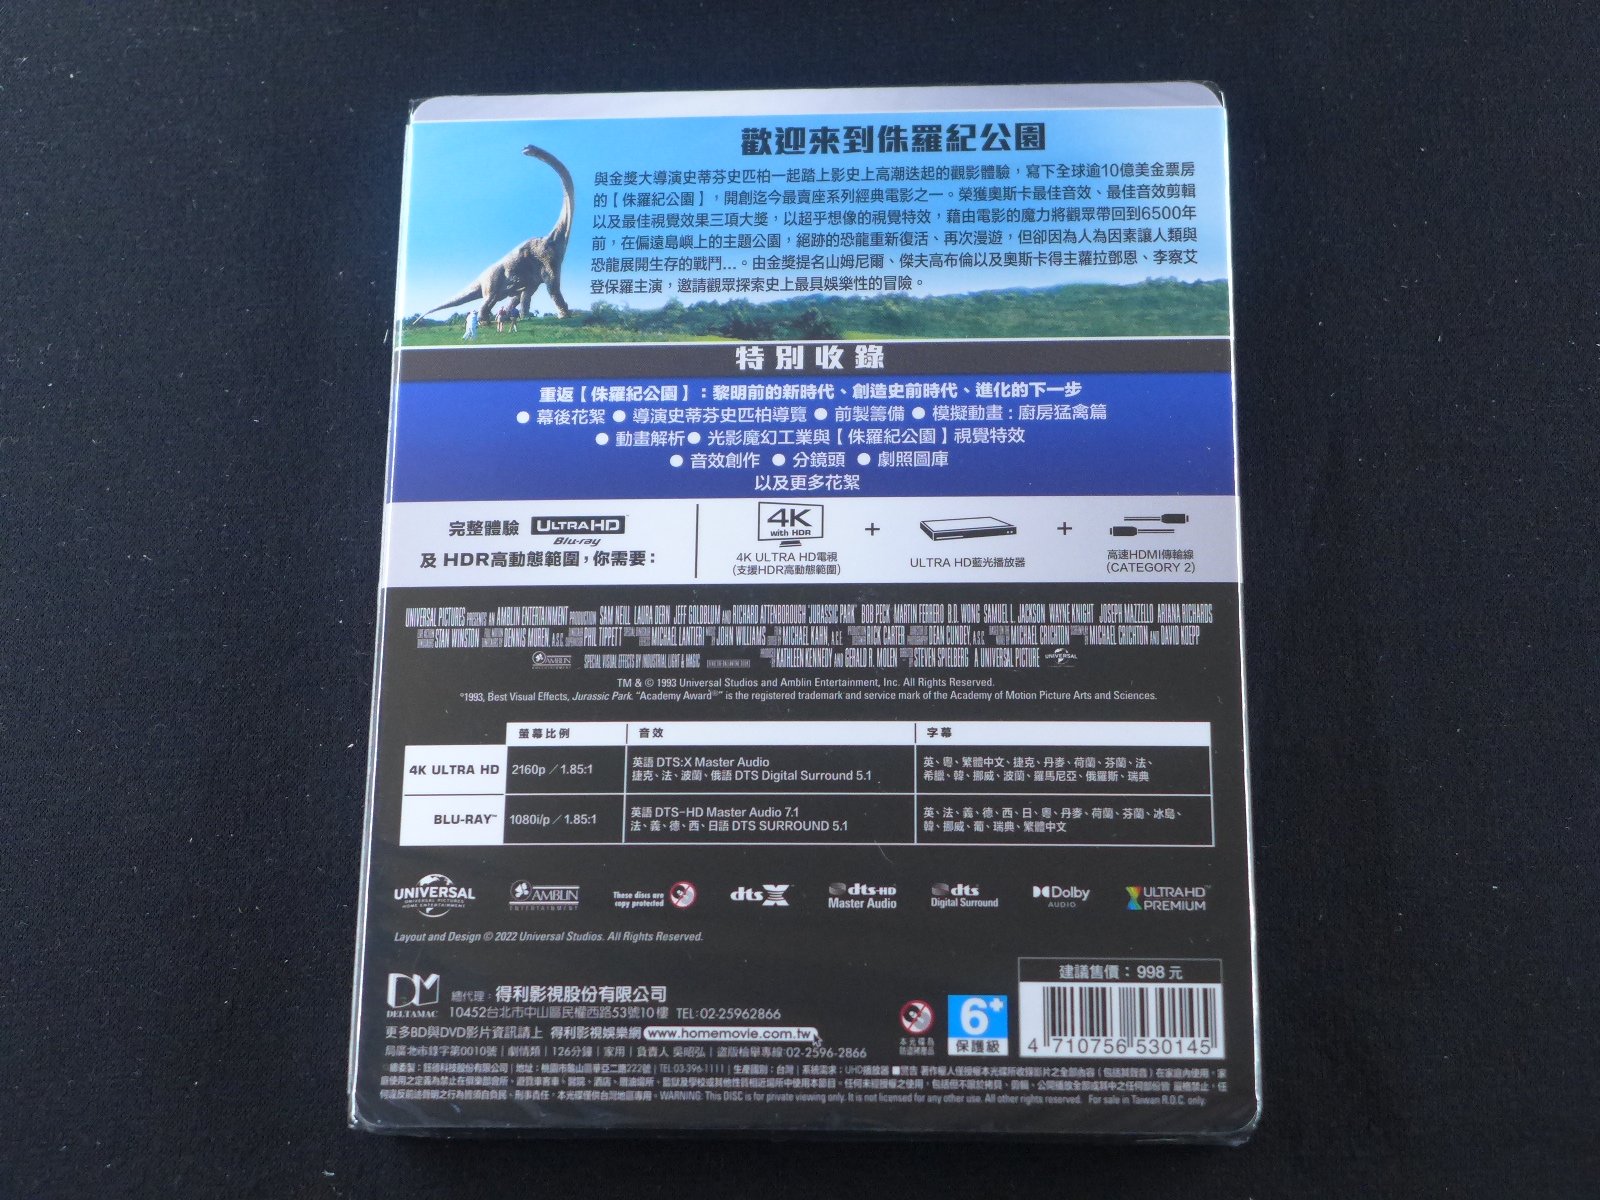 歡迎來到侏羅紀公園
與金獎大導演史蒂芬史匹柏一起踏上影史上高潮迭起的觀影體驗，寫下全球逾10億美金票房
的【侏羅紀公園】，開創迄今最賣座系列經典電影之一。榮獲奧斯卡最佳音效、最佳音效剪輯
以及最佳視覺效果三項大獎，以超乎想像的視覺特效，藉由電影的魔力將觀眾帶回到6500年
前，在偏遠島嶼上的主題公園，絕跡的恐龍重新復活、再次漫遊，但卻因為人為因素讓人類與
恐龍展開生存的戰鬥...。由金獎提名山姆尼爾、傑夫高布倫以及奧斯卡得主蘿拉鄧恩、李察艾
登保羅主演，邀請觀眾探索史上最具娛樂性的冒險。
特別收錄
重返【侏羅紀公園】：黎明前的新時代、創造史前時代、進化的下一步
● 幕後花絮 ● 導演史蒂芬史匹柏導覽 ● 前製籌備 ● 模擬動畫：廚房猛禽篇
● 動畫解析 ● 光影魔幻工業與【侏羅紀公園】視覺特效
● 音效創作 ● 分鏡頭 ● 劇照圖庫
以及更多花絮
完整體驗 ULTRA HD Blu-ray
及 HDR高動態範圍，你需要：
4K with HDR
4K ULTRA HD電視
(支援HDR高動態範圍)
+
ULTRA HD藍光播放器
+
高速HDMI傳輸線
(CATEGORY 2)
UNIVERSAL PICTURES PRESENTS AN AMBLIN ENTERTAINMENT PRODUCTION SAM NEILL LAURA DERN JEFF GOLDBLUM AND RICHARD ATTENBOROUGH "JURASSIC PARK" BOB PECK MARTIN FERRERO B.D. WONG SAMUEL L. JACKSON WAYNE KNIGHT JOSEPH MAZZELLO ARIANA RICHARDS
STAN WINSTON DENNIS MUREN A.S.C. PHIL TIPPETT MICHAEL LANTIERI JOHN WILLIAMS MICHAEL KAHN, A.C.E. RICK CARTER DEAN CUNDEY, A.S.C. MICHAEL CRICHTON MICHAEL CRICHTON AND DAVID KOEPP
AMBLIN SPECIAL VISUAL EFFECTS BY INDUSTRIAL LIGHT & MAGIC KATHLEEN KENNEDY AND GERALD R. MOLEN STEVEN SPIELBERG A UNIVERSAL PICTURE UNIVERSAL
TM & © 1993 Universal Studios and Amblin Entertainment, Inc. All Rights Reserved.
°1993, Best Visual Effects, Jurassic Park. "Academy Award®" is the registered trademark and service mark of the Academy of Motion Picture Arts and Sciences.
螢幕比例 音效 字幕
4K ULTRA HD 2160p／1.85:1
英語 DTS:X Master Audio
捷克、法、波蘭、俄語 DTS Digital Surround 5.1
英、粵、繁體中文、捷克、丹麥、荷蘭、芬蘭、法、
希臘、韓、挪威、波蘭、羅馬尼亞、俄羅斯、瑞典
BLU-RAY™ 1080i/p／1.85:1
英語 DTS-HD Master Audio 7.1
法、義、德、西、日語 DTS SURROUND 5.1
英、法、義、德、西、日、粵、丹麥、荷蘭、芬蘭、冰島、
韓、挪威、葡、瑞典、繁體中文
UNIVERSAL
UNIVERSAL PICTURES
HOME ENTERTAINMENT
AMBLIN
ENTERTAINMENT
These discs are
copy protected
dts X
dts-HD
Master Audio
dts
Digital Surround
Dolby
AUDIO
ULTRA HD™
PREMIUM
Layout and Design © 2022 Universal Studios. All Rights Reserved.
建議售價：998 元
4 710756 530145
6+
保護級
DELTAMAC
總代理：得利影視股份有限公司
10452台北市中山區民權西路53號10樓 TEL:02-25962866
更多BD與DVD影片資訊請上 得利影視娛樂網 www.homemovie.com.tw
局廣北市錄字第0010號｜劇情類｜126分鐘｜家用｜負責人 吳昭弘｜盜版檢舉專線:02-2596-2866
WARNING: This DISC is for private viewing only. It is not licensed for any other use. All other rights reserved. For sale in Taiwan R.O.C. only.